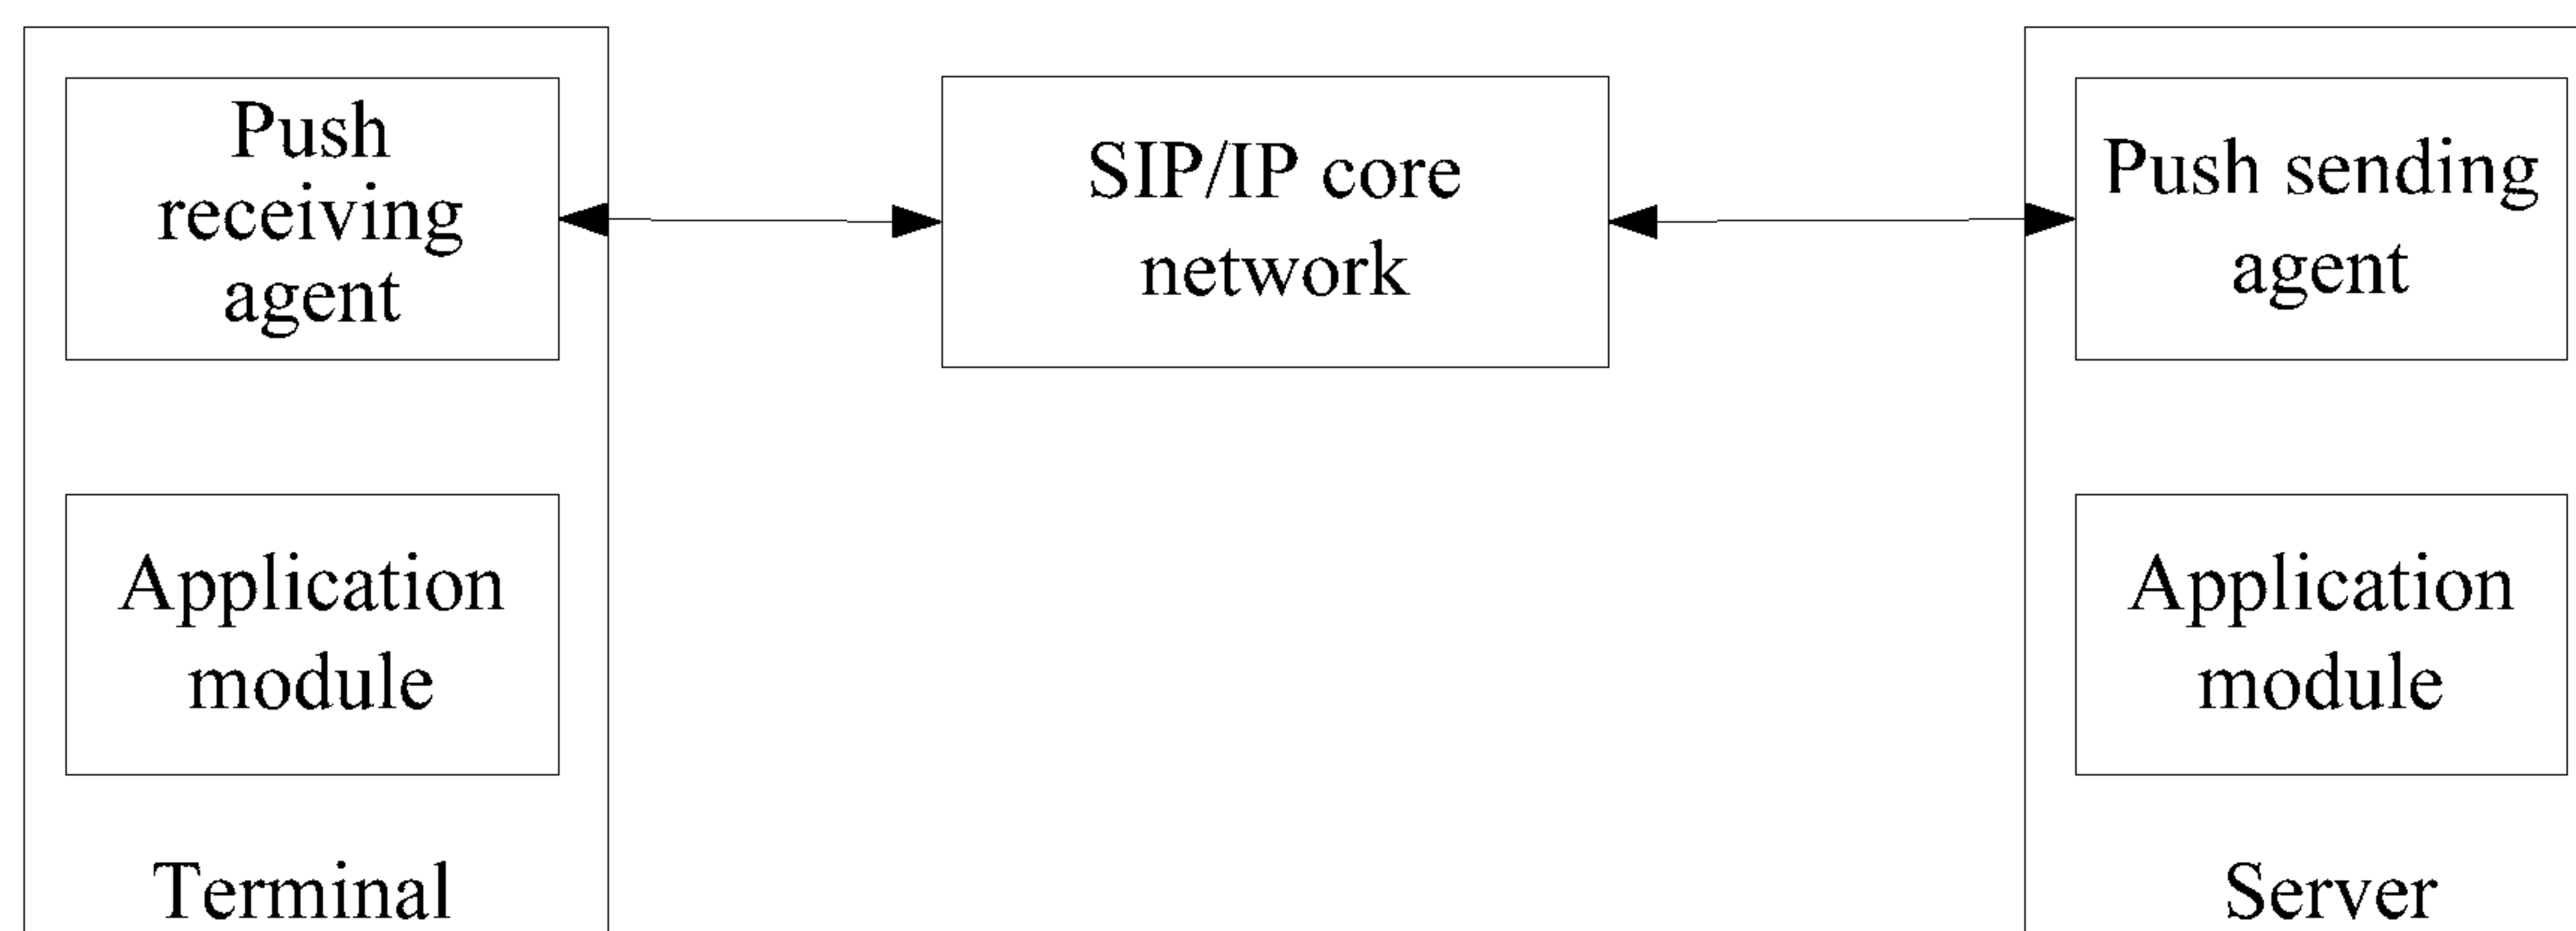 Push
receiving
agent
SIP/IP core
network
Push sending
agent
Application
module
Application
module
Terminal
Server